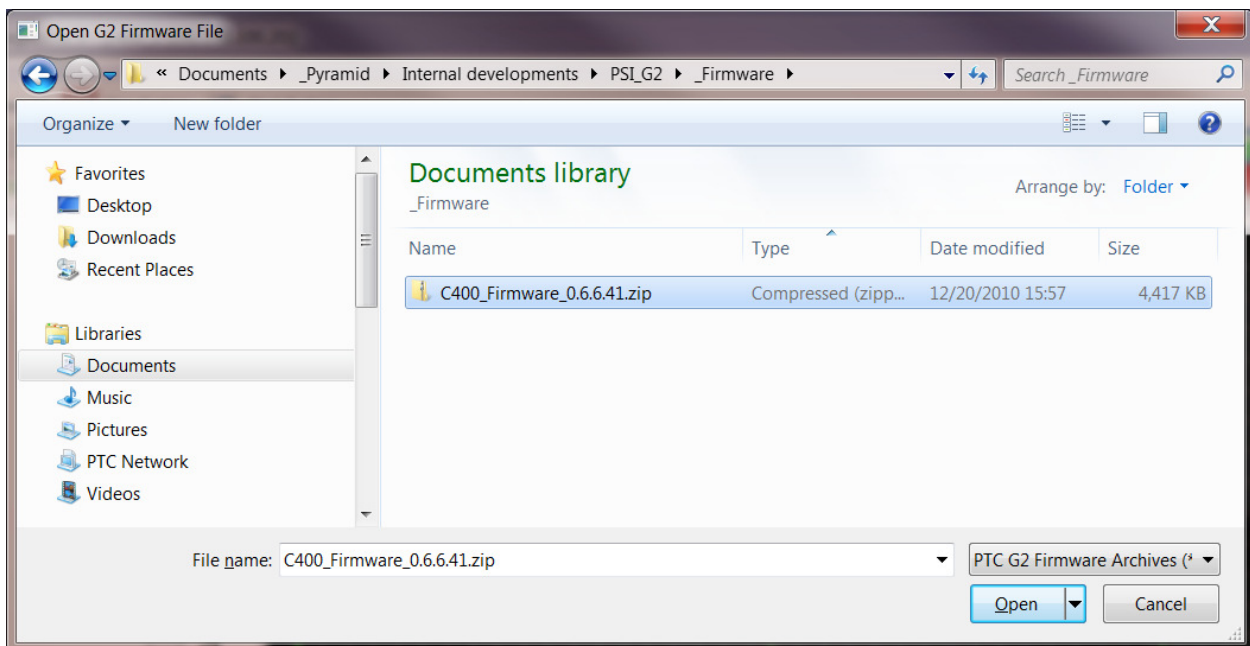 Open G2 Firmware File
« Documents ▸ _Pyramid ▸ Internal developments ▸ PSI_G2 ▸ _Firmware ▸ Search _Firmware
Organize New folder
Favorites
Desktop
Downloads
Recent Places
Libraries
Documents
Music
Pictures
PTC Network
Videos
Documents library
_Firmware
Arrange by: Folder
Name Type Date modified Size
C400_Firmware_0.6.6.41.zip Compressed (zipp... 12/20/2010 15:57 4,417 KB
File name: C400_Firmware_0.6.6.41.zip PTC G2 Firmware Archives (*
Open Cancel